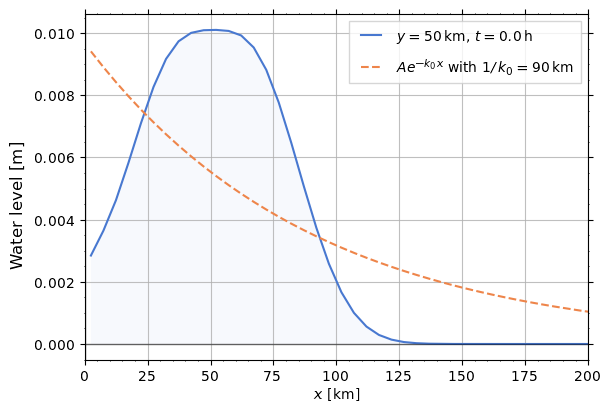 0.010
0.008
0.006
0.004
0.002
0.000
Water level [m]
y = 50 km, t = 0.0 h
Ae^{-k_0 x} with 1/k_0 = 90 km
0 25 50 75 100 125 150 175 200
x [km]